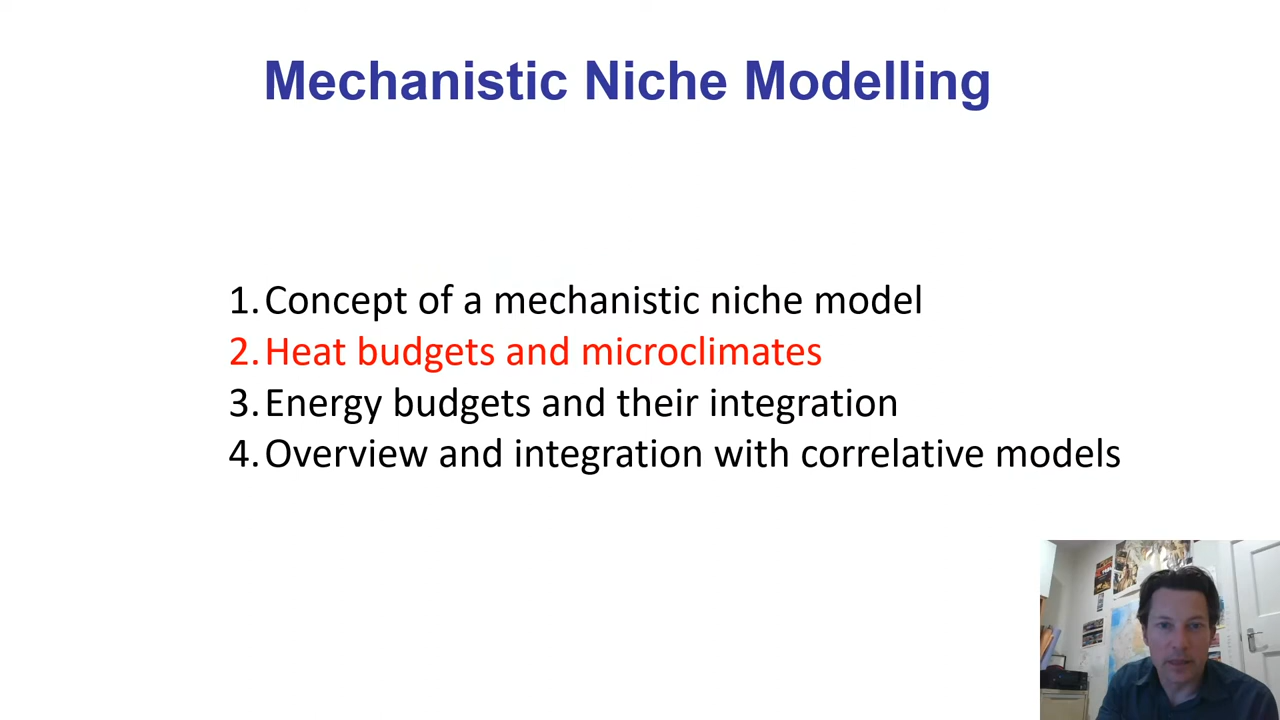 Mechanistic Niche Modelling
1. Concept of a mechanistic niche model
2. Heat budgets and microclimates
3. Energy budgets and their integration
4. Overview and integration with correlative models